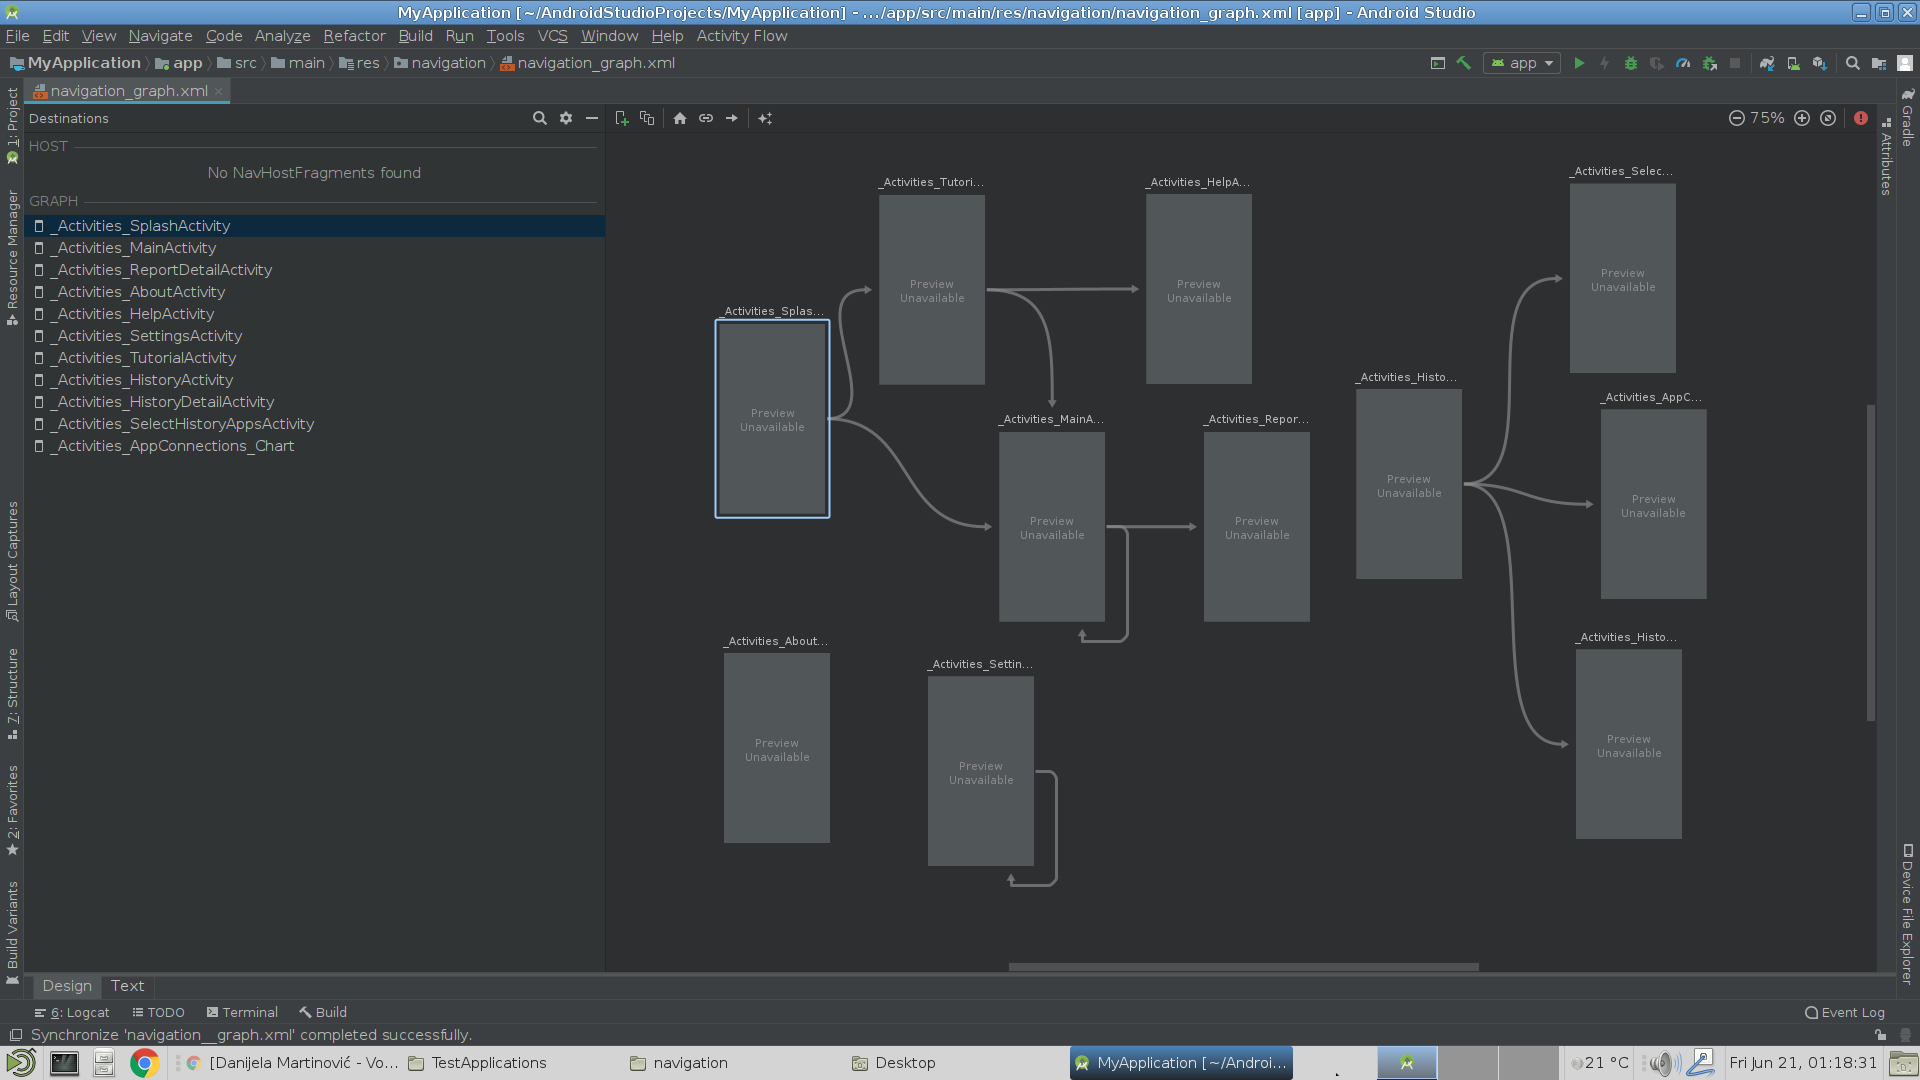 MyApplication [~/AndroidStudioProjects/MyApplication] - .../app/src/main/res/navigation/navigation_graph.xml [app] - Android Studio
File Edit View Navigate Code Analyze Refactor Build Run Tools VCS Window Help Activity Flow
MyApplication app src main res navigation navigation_graph.xml
app
navigation_graph.xml
1: Project
Resource Manager
Layout Captures
7: Structure
2: Favorites
Build Variants
Destinations
HOST
No NavHostFragments found
GRAPH
_Activities_SplashActivity
_Activities_MainActivity
_Activities_ReportDetailActivity
_Activities_AboutActivity
_Activities_HelpActivity
_Activities_SettingsActivity
_Activities_TutorialActivity
_Activities_HistoryActivity
_Activities_HistoryDetailActivity
_Activities_SelectHistoryAppsActivity
_Activities_AppConnections_Chart
75%
_Activities_Splas...
Preview
Unavailable
_Activities_Tutori...
Preview
Unavailable
_Activities_HelpA...
Preview
Unavailable
_Activities_MainA...
Preview
Unavailable
_Activities_Repor...
Preview
Unavailable
_Activities_Histo...
Preview
Unavailable
_Activities_Selec...
Preview
Unavailable
_Activities_AppC...
Preview
Unavailable
_Activities_Histo...
Preview
Unavailable
_Activities_About...
Preview
Unavailable
_Activities_Settin...
Preview
Unavailable
Attributes
Gradle
Device File Explorer
Design Text
6: Logcat TODO Terminal Build
Event Log
Synchronize 'navigation__graph.xml' completed successfully.
[Danijela Martinović - Vo... TestApplications navigation Desktop MyApplication [~/Androi... 21 °C Fri Jun 21, 01:18:31